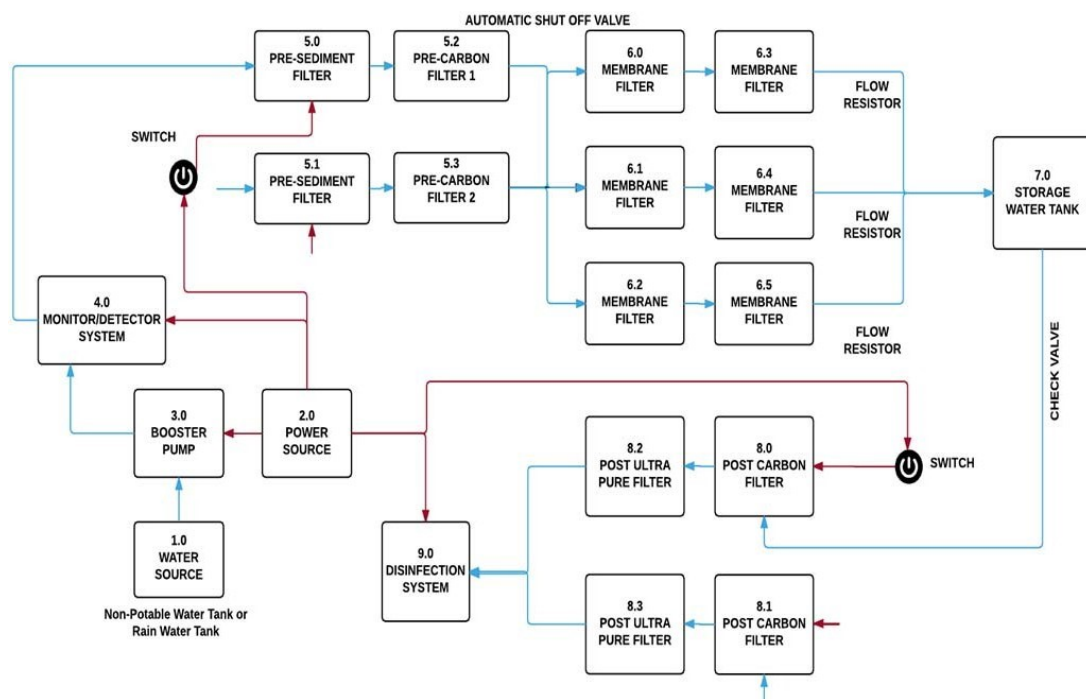 AUTOMATIC SHUT OFF VALVE
5.0
PRE-SEDIMENT
FILTER
5.2
PRE-CARBON
FILTER 1
6.0
MEMBRANE
FILTER
6.3
MEMBRANE
FILTER
FLOW
RESISTOR
SWITCH
5.1
PRE-SEDIMENT
FILTER
5.3
PRE-CARBON
FILTER 2
6.1
MEMBRANE
FILTER
6.4
MEMBRANE
FILTER
FLOW
RESISTOR
7.0
STORAGE
WATER TANK
4.0
MONITOR/DETECTOR
SYSTEM
6.2
MEMBRANE
FILTER
6.5
MEMBRANE
FILTER
FLOW
RESISTOR
CHECK VALVE
3.0
BOOSTER
PUMP
2.0
POWER
SOURCE
8.2
POST ULTRA
PURE FILTER
8.0
POST CARBON
FILTER
SWITCH
1.0
WATER
SOURCE
Non-Potable Water Tank or
Rain Water Tank
9.0
DISINFECTION
SYSTEM
8.3
POST ULTRA
PURE FILTER
8.1
POST CARBON
FILTER